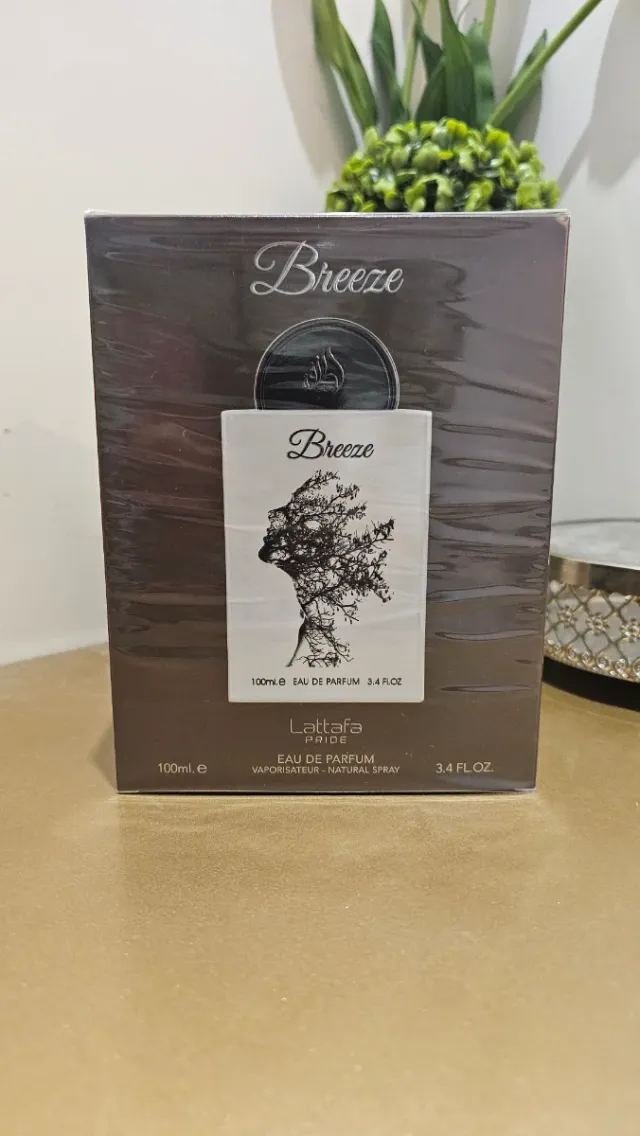 Breeze
Breeze
100ml.e EAU DE PARFUM 3.4 FL.OZ
Lattafa
PRIDE
EAU DE PARFUM
100ml. e VAPORISATEUR - NATURAL SPRAY 3.4 FL.OZ.